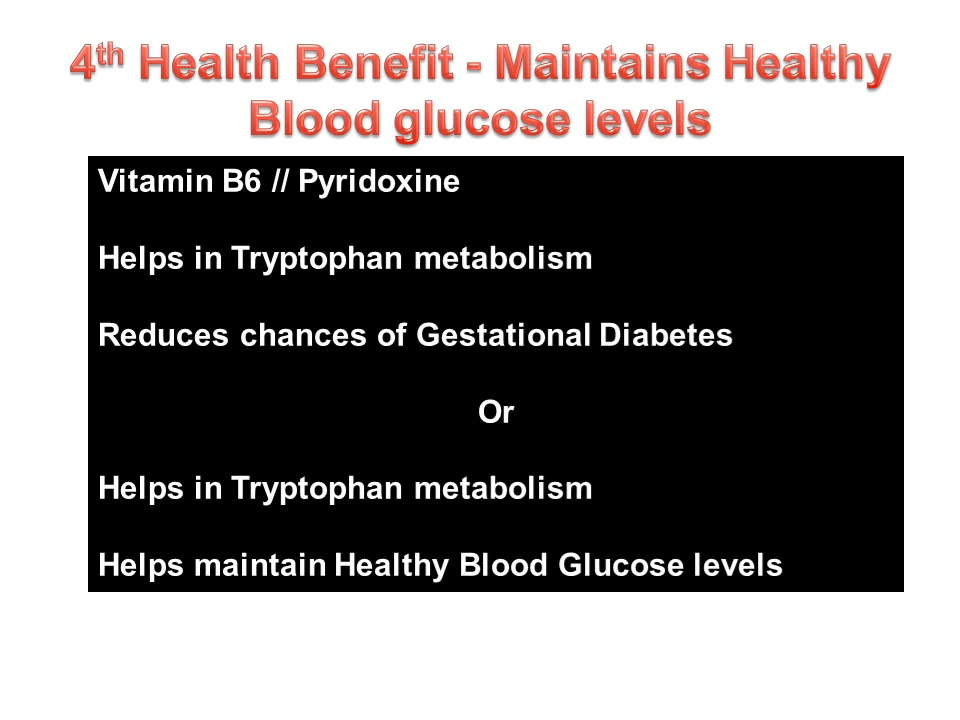 4th Health Benefit - Maintains Healthy
Blood glucose levels
Vitamin B6 // Pyridoxine
Helps in Tryptophan metabolism
Reduces chances of Gestational Diabetes
Or
Helps in Tryptophan metabolism
Helps maintain Healthy Blood Glucose levels